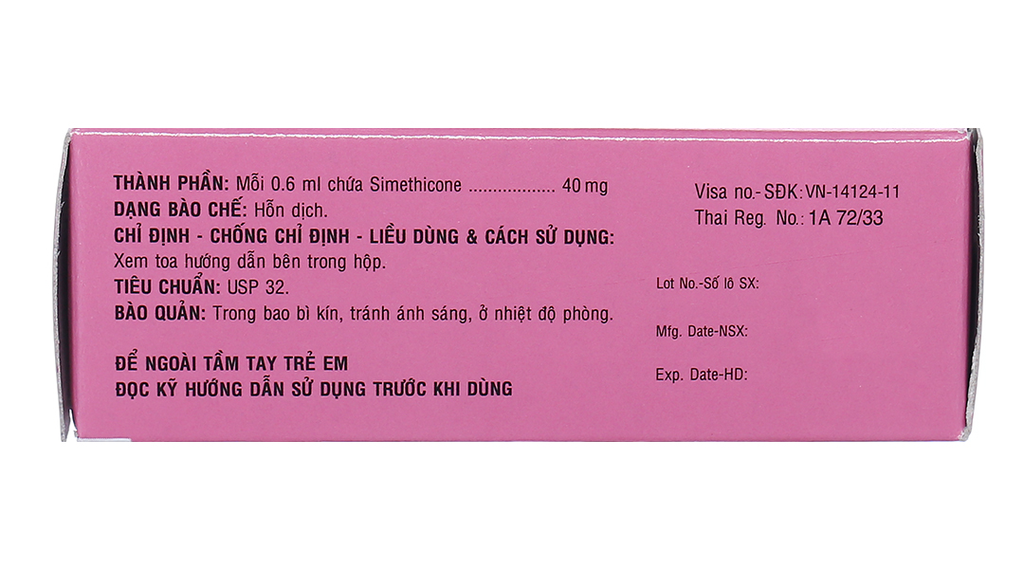 THÀNH PHẦN: Mỗi 0.6 ml chứa Simethicone .................. 40 mg
DẠNG BÀO CHẾ: Hỗn dịch.
CHỈ ĐỊNH - CHỐNG CHỈ ĐỊNH - LIỀU DÙNG & CÁCH SỬ DỤNG:
Xem toa hướng dẫn bên trong hộp.
TIÊU CHUẨN: USP 32.
BẢO QUẢN: Trong bao bì kín, tránh ánh sáng, ở nhiệt độ phòng.
ĐỂ NGOÀI TẦM TAY TRẺ EM
ĐỌC KỸ HƯỚNG DẪN SỬ DỤNG TRƯỚC KHI DÙNG
Visa no.- SĐK: VN-14124-11
Thai Reg. No.: 1A 72/33
Lot No.-Số lô SX:
Mfg. Date-NSX:
Exp. Date-HD: